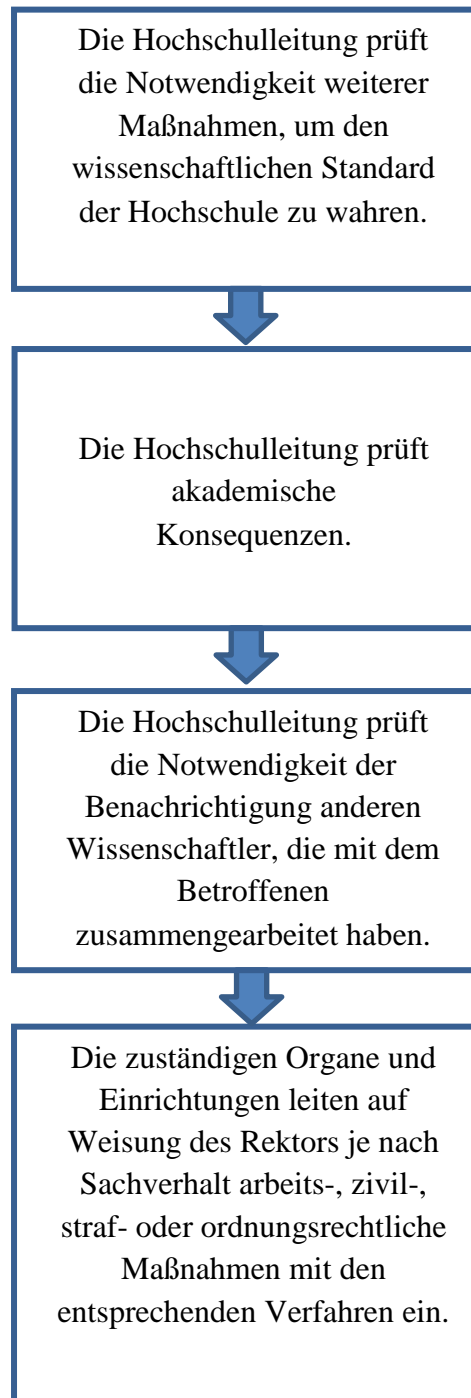 Die Hochschulleitung prüft
die Notwendigkeit weiterer
Maßnahmen, um den
wissenschaftlichen Standard
der Hochschule zu wahren.
Die Hochschulleitung prüft
akademische
Konsequenzen.
Die Hochschulleitung prüft
die Notwendigkeit der
Benachrichtigung anderen
Wissenschaftler, die mit dem
Betroffenen
zusammengearbeitet haben.
Die zuständigen Organe und
Einrichtungen leiten auf
Weisung des Rektors je nach
Sachverhalt arbeits-, zivil-,
straf- oder ordnungsrechtliche
Maßnahmen mit den
entsprechenden Verfahren ein.